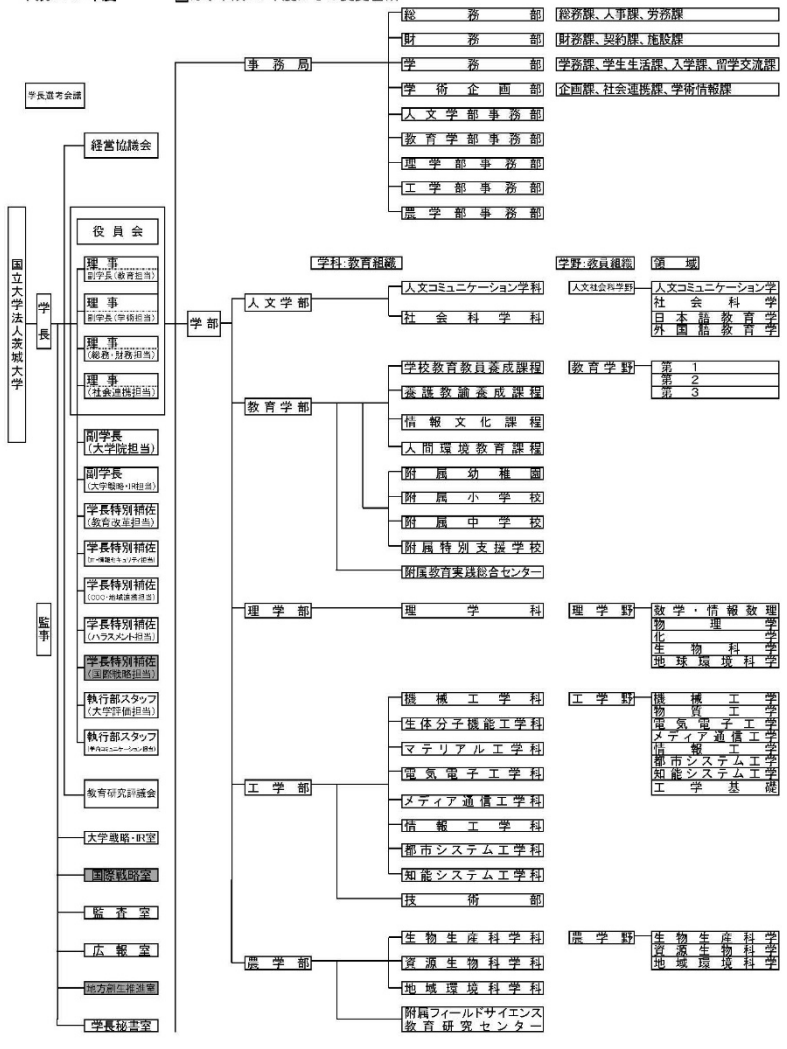 総務部
総務課、人事課、労務課
財務部
財務課、契約課、施設課
事務局
学務部
学務課、学生生活課、入学課、留学交流課
学術企画部
企画課、社会連携課、学術情報課
人文学部事務部
教育学部事務部
理学部事務部
工学部事務部
農学部事務部
学長選考会議
経営協議会
国立大学法人茨城大学
学長
監事
役員会
理事
副学長(教育担当)
理事
副学長(学術担当)
理事
(総務・財務担当)
理事
(社会連携担当)
副学長
(大学院担当)
副学長
(大学戦略・IR担当)
学長特別補佐
(教育改革担当)
学長特別補佐
(IT・情報セキュリティ担当)
学長特別補佐
(COC・地域連携担当)
学長特別補佐
(ハラスメント担当)
学長特別補佐
(国際戦略担当)
執行部スタッフ
(大学評価担当)
執行部スタッフ
(学内コミュニケーション担当)
教育研究評議会
大学戦略・IR室
国際戦略室
監査室
広報室
地方創生推進室
学長秘書室
学部
学科:教育組織
学野:教員組織
領域
人文学部
人文コミュニケーション学科
社会科学科
人文社会科学野
人文コミュニケーション学
社会科学
日本語教育学
外国語教育学
教育学部
学校教育教員養成課程
養護教諭養成課程
情報文化課程
人間環境教育課程
附属幼稚園
附属小学校
附属中学校
附属特別支援学校
附属教育実践総合センター
教育学野
第1
第2
第3
理学部
理学科
理学野
数学・情報数理
物理学
化学
生物科学
地球環境科学
工学部
機械工学科
生体分子機能工学科
マテリアル工学科
電気電子工学科
メディア通信工学科
情報工学科
都市システム工学科
知能システム工学科
技術部
工学野
機械工学
物質工学
電気電子工学
メディア通信工学
情報工学
都市システム工学
知能システム工学
工学基礎
農学部
生物生産科学科
資源生物科学科
地域環境科学科
附属フィールドサイエンス
教育研究センター
農学野
生物生産科学
資源生物科学
地域環境科学